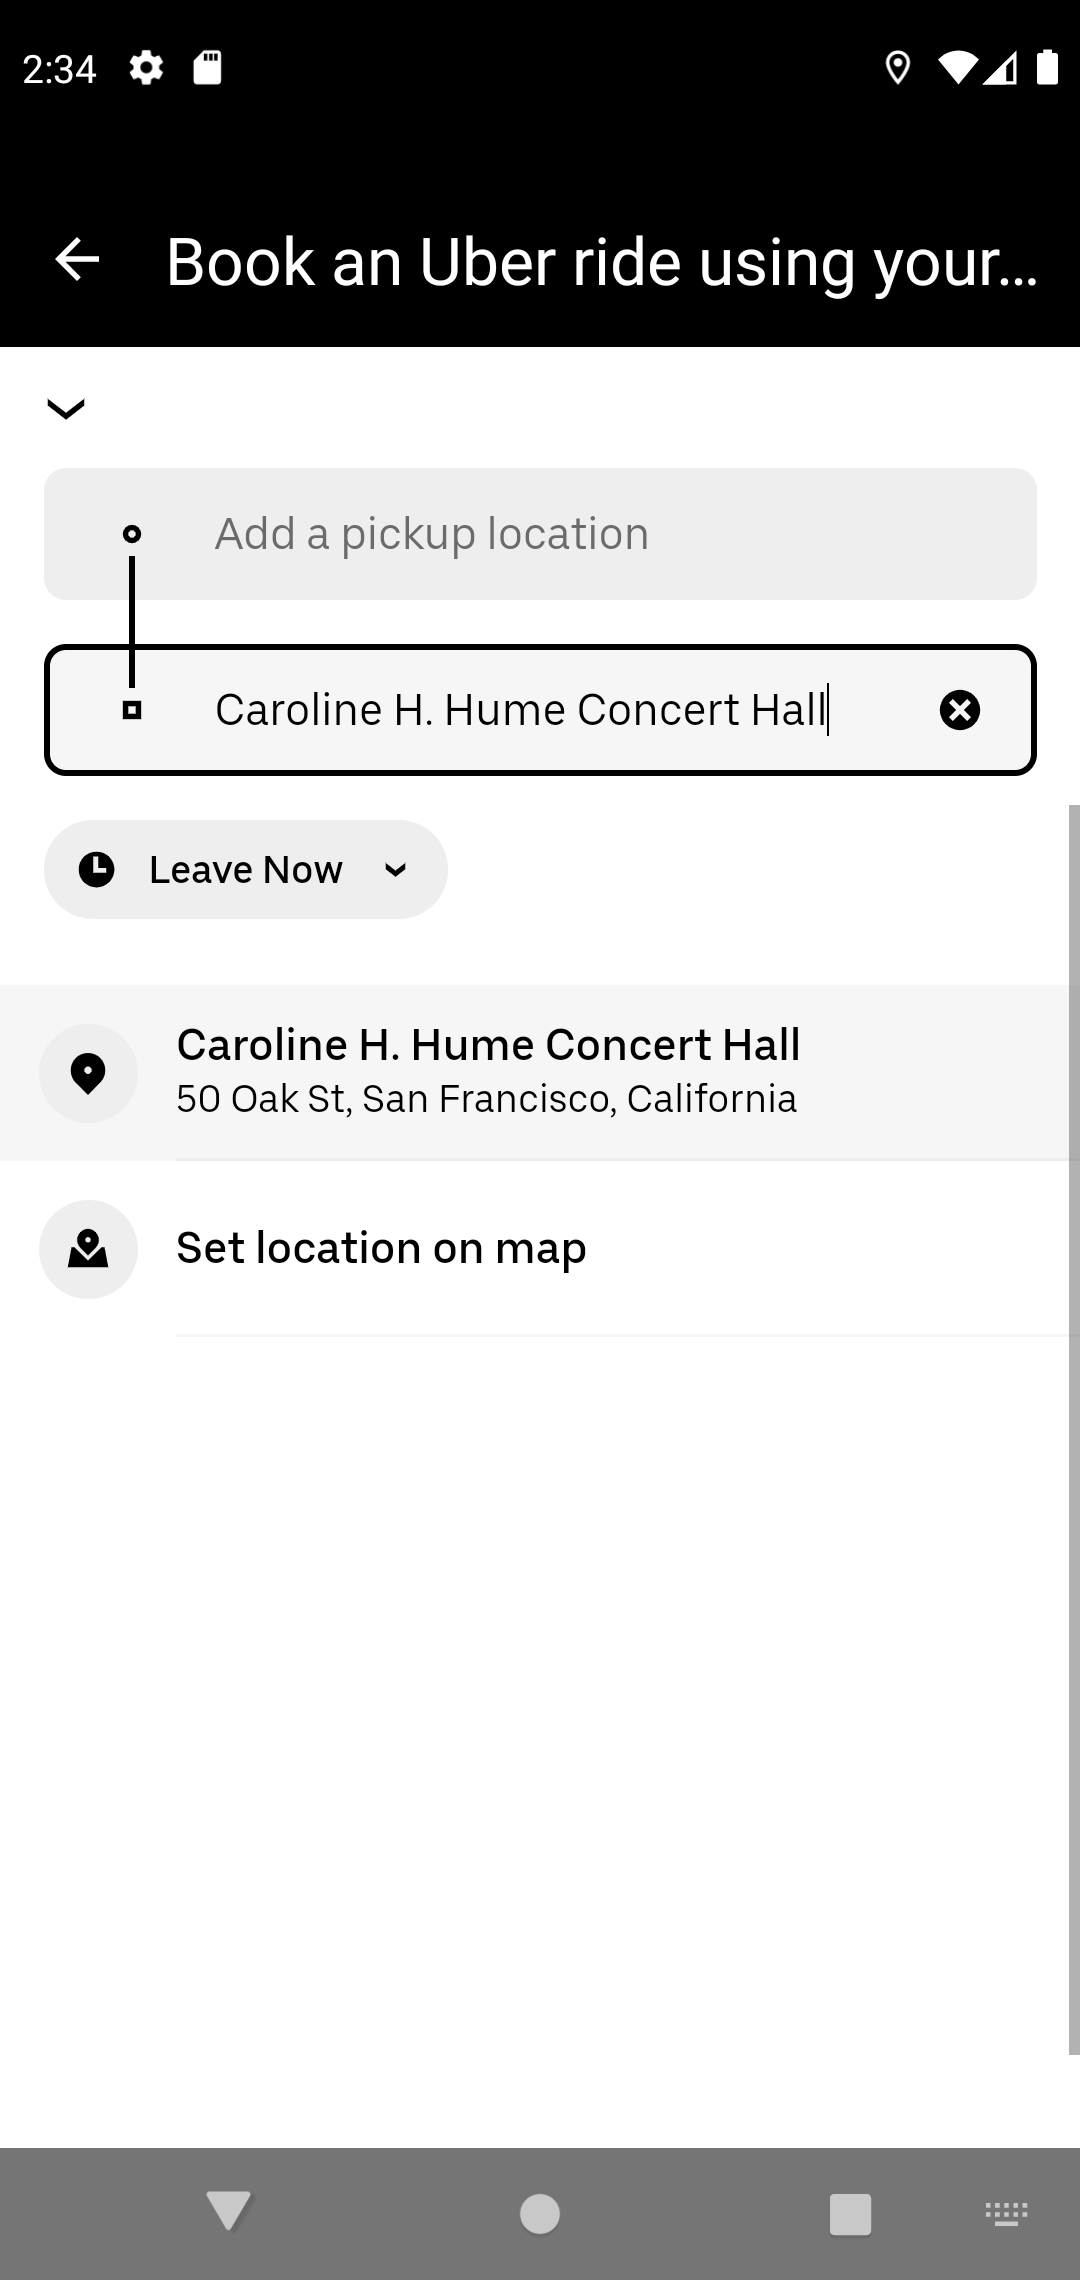 2:34
Book an Uber ride using your...
Add a pickup location
Caroline H. Hume Concert Hall
Leave Now
Caroline H. Hume Concert Hall
50 Oak St, San Francisco, California
Set location on map